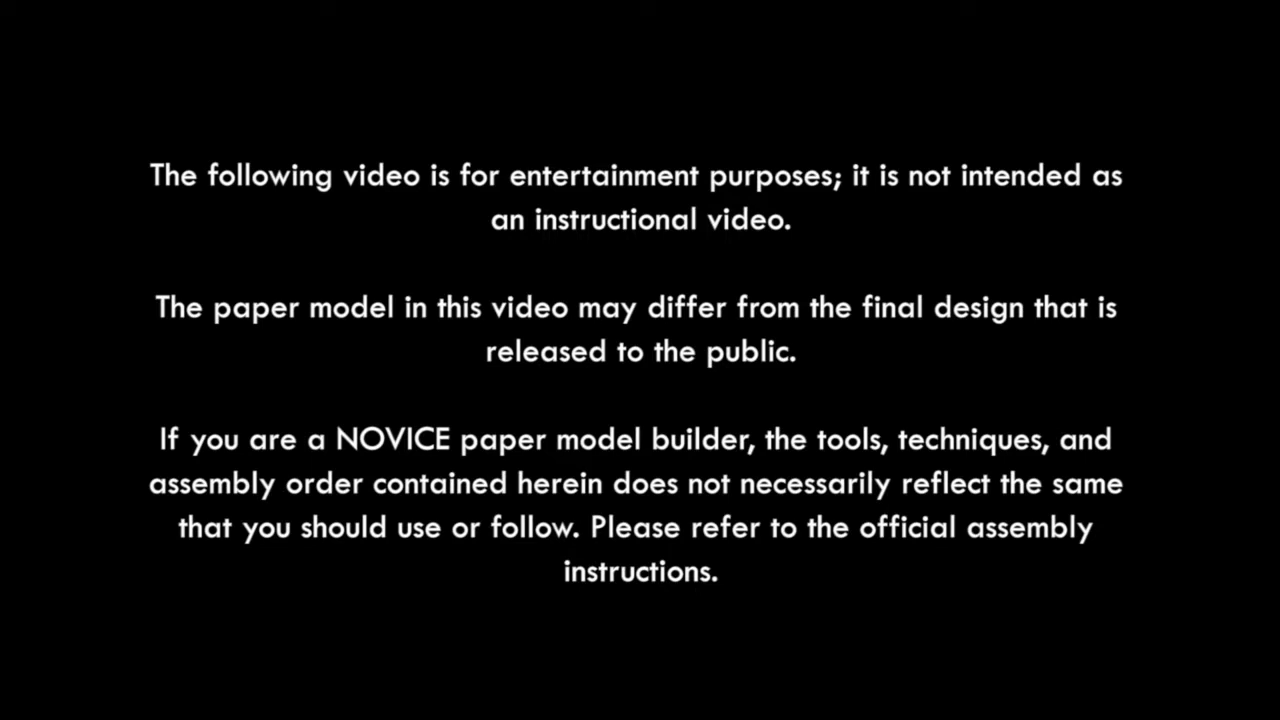 The following video is for entertainment purposes; it is not intended as
an instructional video.
The paper model in this video may differ from the final design that is
released to the public.
If you are a NOVICE paper model builder, the tools, techniques, and
assembly order contained herein does not necessarily reflect the same
that you should use or follow. Please refer to the official assembly
instructions.